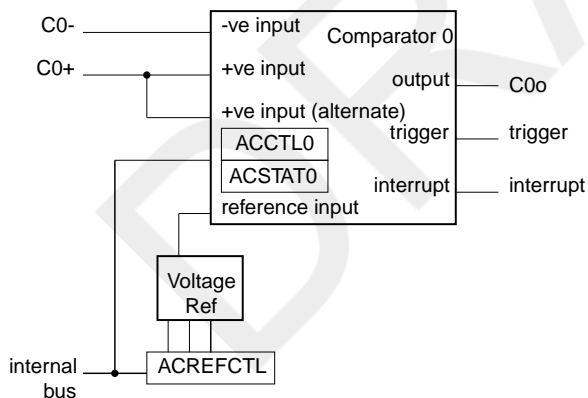 C0-
-ve input
Comparator 0
C0+
+ve input
output
C0o
+ve input (alternate)
trigger
trigger
ACCTL0
ACSTAT0
interrupt
interrupt
reference input
Voltage
Ref
internal
bus
ACREFCTL